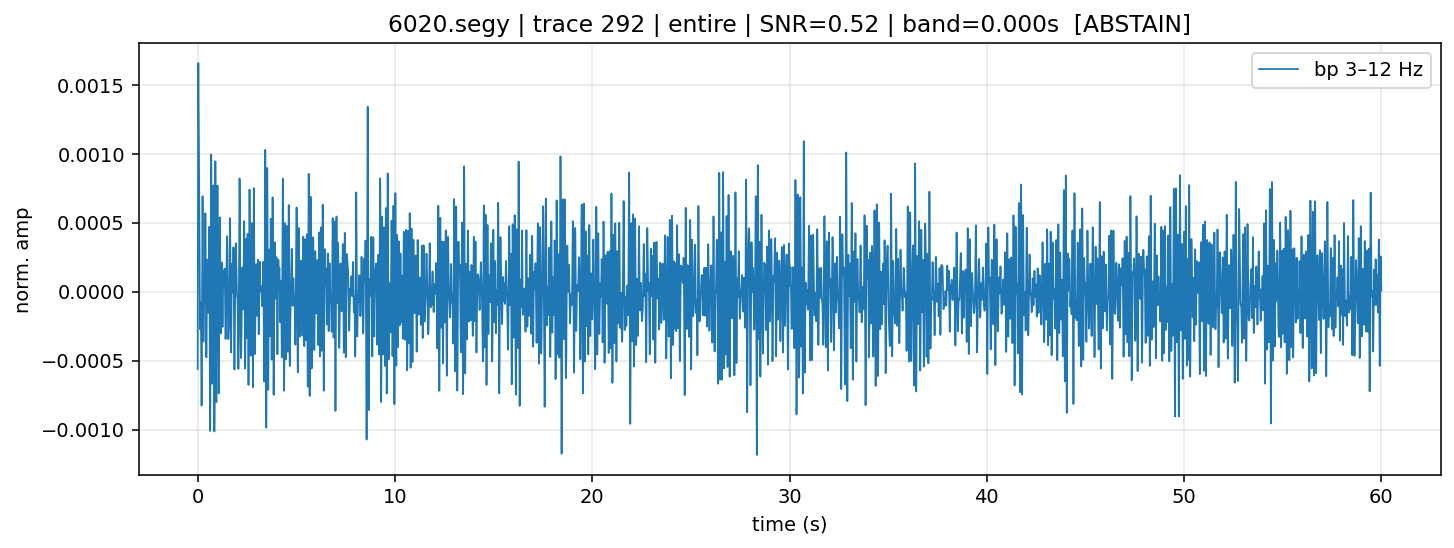 6020.segy | trace 292 | entire | SNR=0.52 | band=0.000s  [ABSTAIN]
bp 3–12 Hz
norm. amp
0.0015
0.0010
0.0005
0.0000
−0.0005
−0.0010
0 10 20 30 40 50 60
time (s)